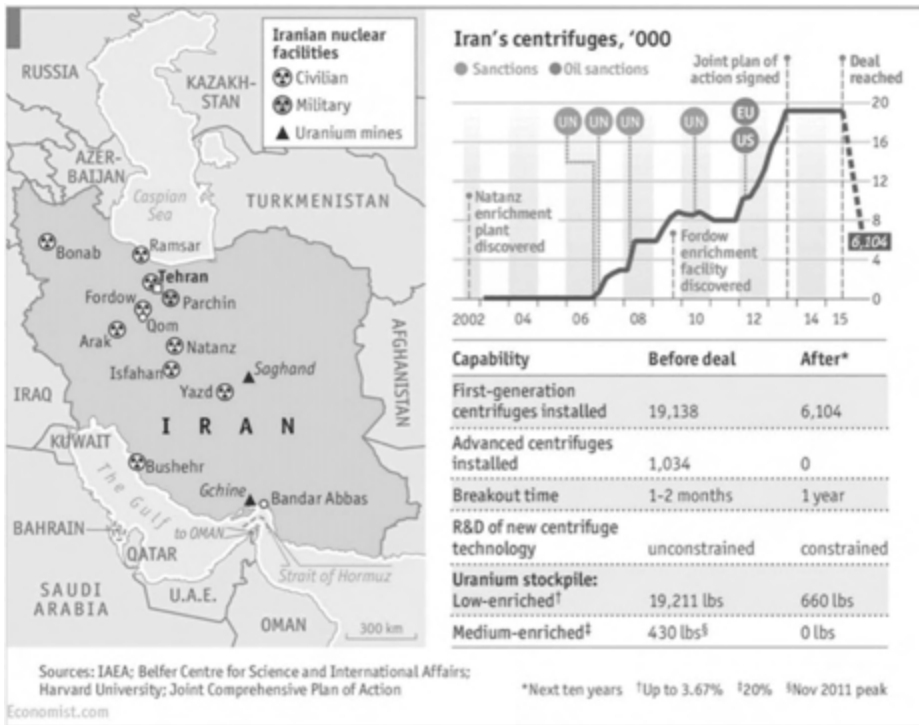 Iranian nuclear
facilities
Civilian
Military
Uranium mines
RUSSIA
KAZAKH-
STAN
AZER-
BAIJAN
Caspian
Sea
TURKMENISTAN
Bonab
Ramsar
Tehran
Fordow
Parchin
Qom
Arak
Natanz
Isfahan
Saghand
Yazd
AFGHANISTAN
IRAQ
IRAN
KUWAIT
Bushehr
The Gulf
Gchine
Bandar Abbas
BAHRAIN
to OMAN
QATAR
Strait of Hormuz
SAUDI
ARABIA
U.A.E.
OMAN
300 km
Iran's centrifuges, '000
Sanctions
Oil sanctions
Joint plan of
action signed
Deal
reached
UN
UN
UN
UN
EU
US
20
16
12
8
4
0
Natanz
enrichment
plant
discovered
Fordow
enrichment
facility
discovered
6,104
2002 04 06 08 10 12 14 15
Capability Before deal After*
First-generation
centrifuges installed 19,138 6,104
Advanced centrifuges
installed 1,034 0
Breakout time 1-2 months 1 year
R&D of new centrifuge
technology unconstrained constrained
Uranium stockpile:
Low-enriched† 19,211 lbs 660 lbs
Medium-enriched‡ 430 lbs§ 0 lbs
Sources: IAEA; Belfer Centre for Science and International Affairs;
Harvard University; Joint Comprehensive Plan of Action
*Next ten years †Up to 3.67% ‡20% §Nov 2011 peak
Economist.com